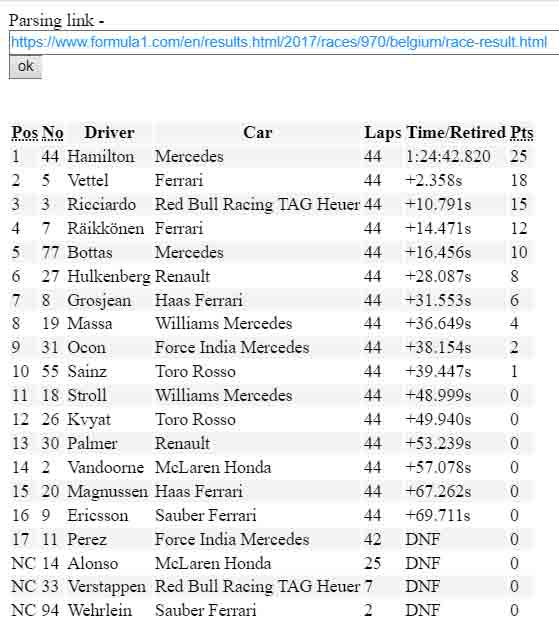 Parsing link -
https://www.formula1.com/en/results.html/2017/races/970/belgium/race-result.html
ok
Pos No Driver Car Laps Time/Retired Pts
1 44 Hamilton Mercedes 44 1:24:42.820 25
2 5 Vettel Ferrari 44 +2.358s 18
3 3 Ricciardo Red Bull Racing TAG Heuer 44 +10.791s 15
4 7 Räikkönen Ferrari 44 +14.471s 12
5 77 Bottas Mercedes 44 +16.456s 10
6 27 Hulkenberg Renault 44 +28.087s 8
7 8 Grosjean Haas Ferrari 44 +31.553s 6
8 19 Massa Williams Mercedes 44 +36.649s 4
9 31 Ocon Force India Mercedes 44 +38.154s 2
10 55 Sainz Toro Rosso 44 +39.447s 1
11 18 Stroll Williams Mercedes 44 +48.999s 0
12 26 Kvyat Toro Rosso 44 +49.940s 0
13 30 Palmer Renault 44 +53.239s 0
14 2 Vandoorne McLaren Honda 44 +57.078s 0
15 20 Magnussen Haas Ferrari 44 +67.262s 0
16 9 Ericsson Sauber Ferrari 44 +69.711s 0
17 11 Perez Force India Mercedes 42 DNF 0
NC 14 Alonso McLaren Honda 25 DNF 0
NC 33 Verstappen Red Bull Racing TAG Heuer 7 DNF 0
NC 94 Wehrlein Sauber Ferrari 2 DNF 0